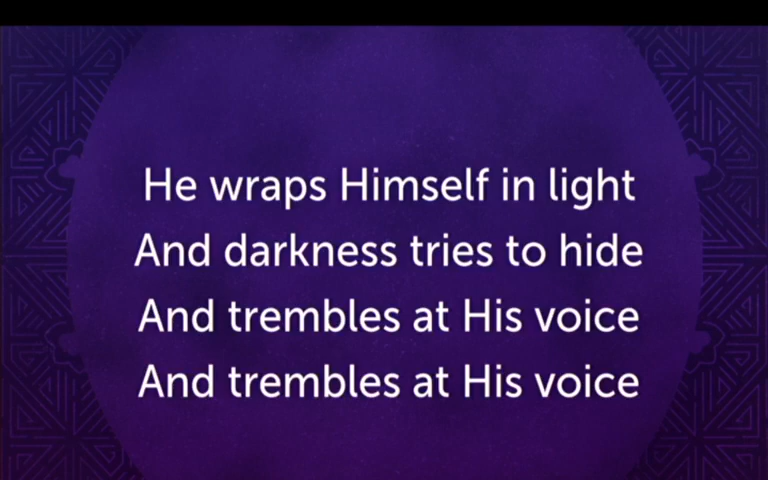 He wraps Himself in light
And darkness tries to hide
And trembles at His voice
And trembles at His voice